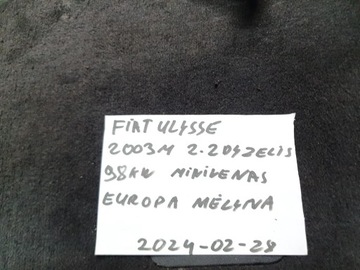 FIAT ULYSSE
2003M 2.2DYZELIS
98KW MINIVENAS
EUROPA MĖLYNA
2024-02-28